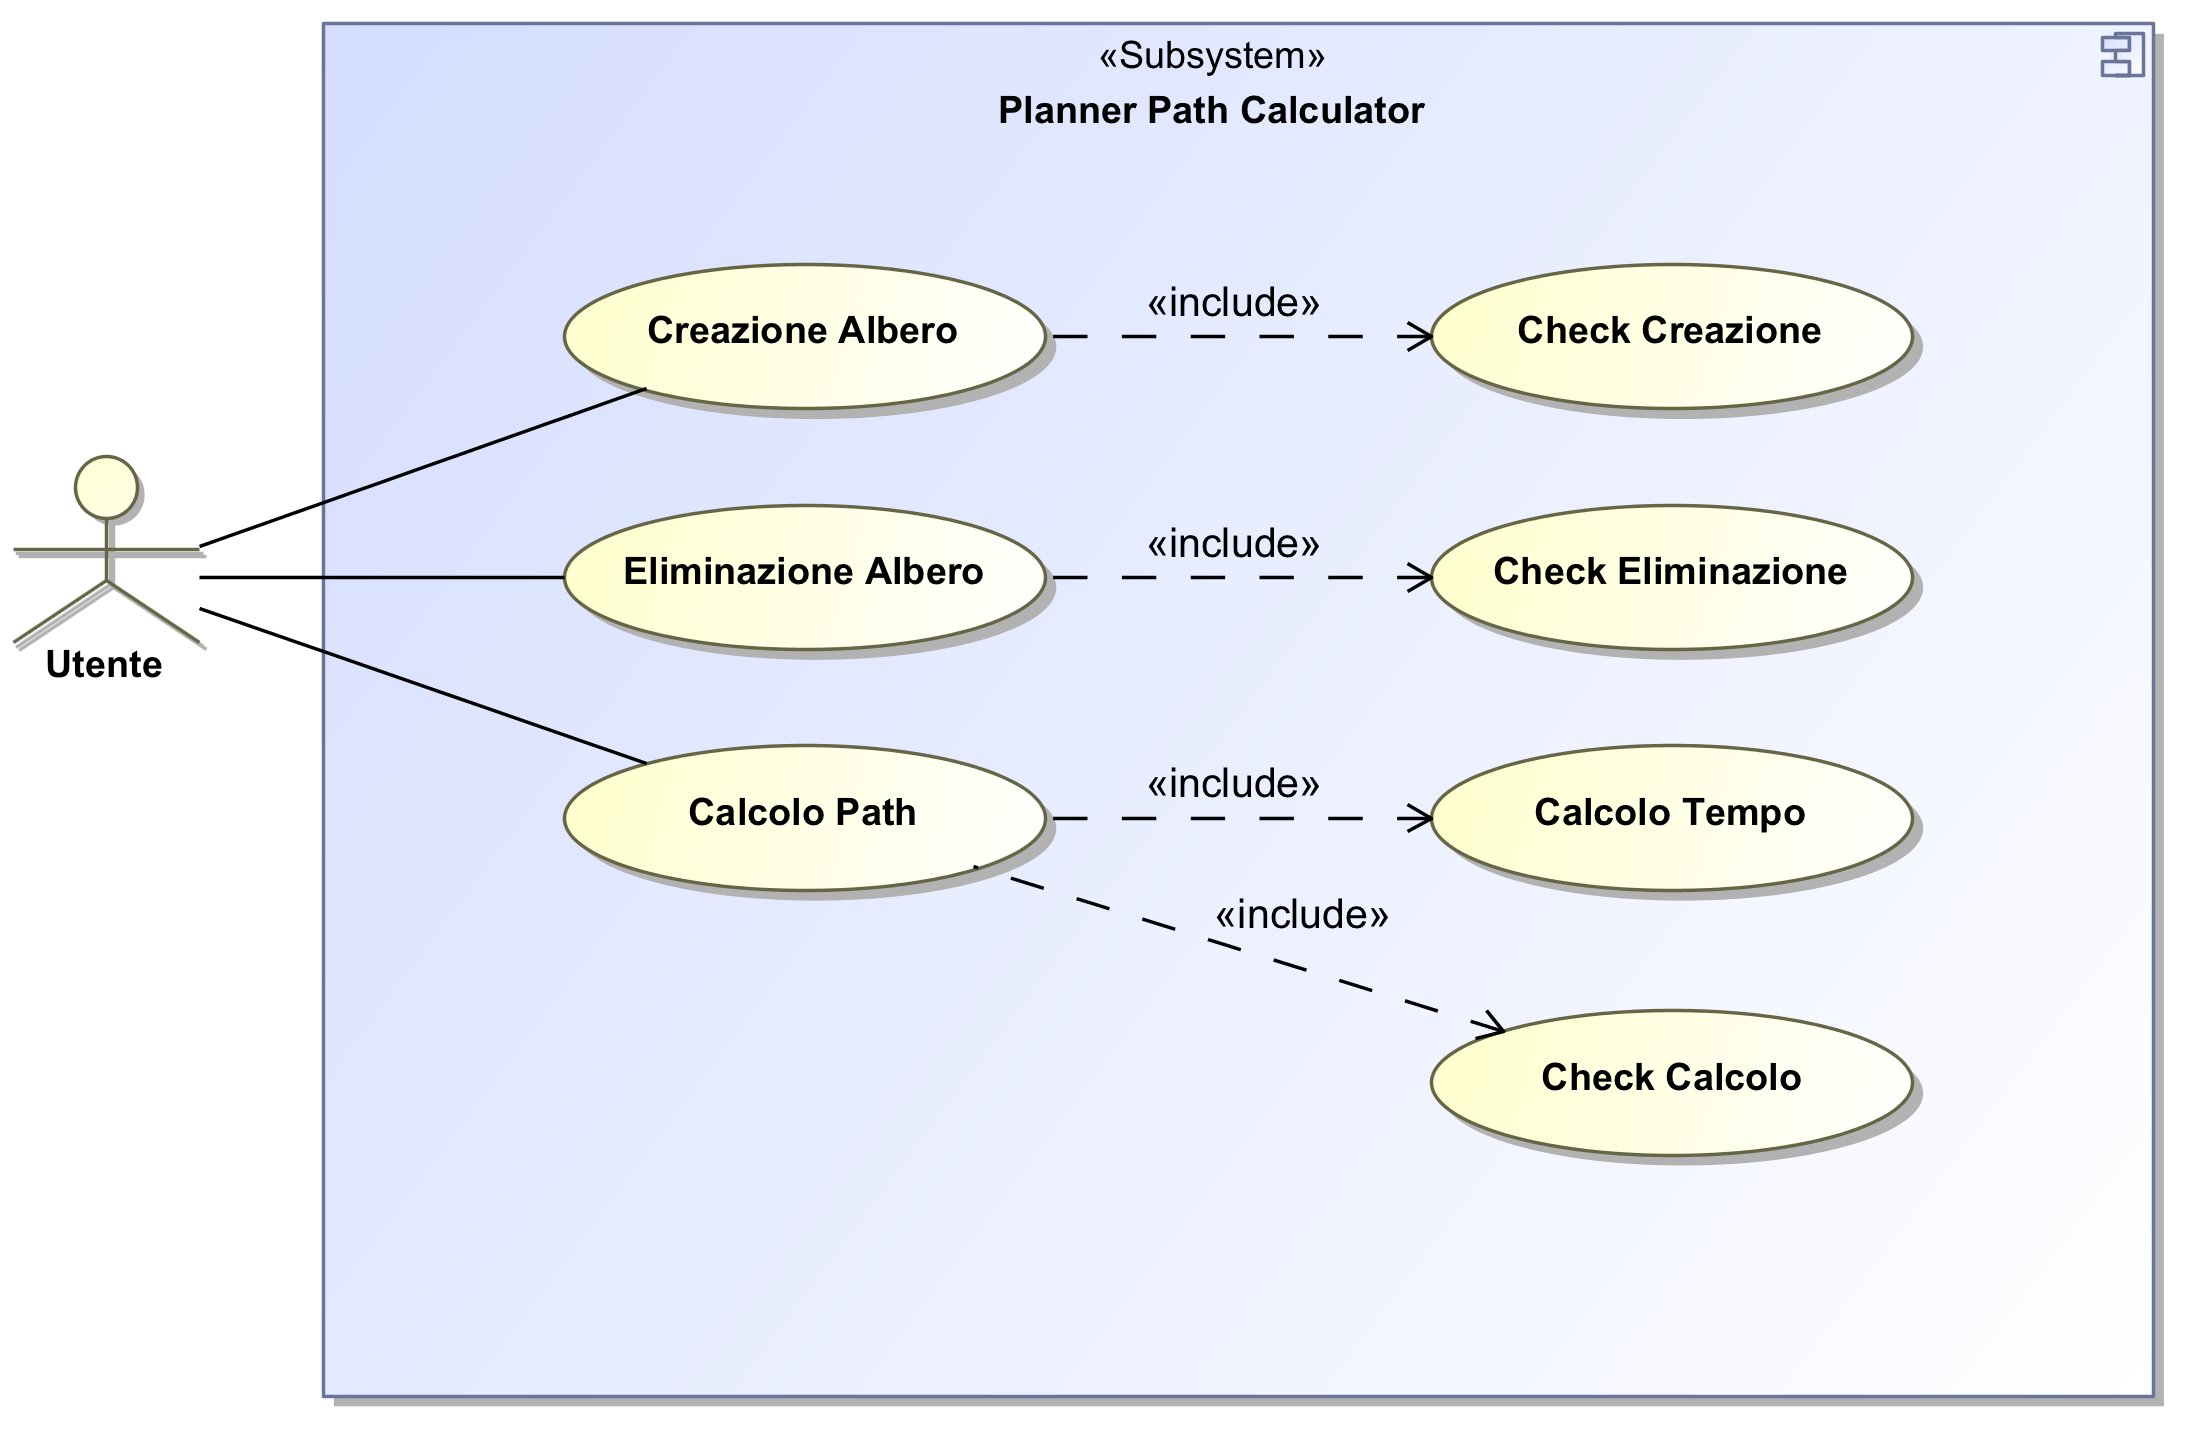 «Subsystem»
Planner Path Calculator
«include»
Creazione Albero
Check Creazione
«include»
Eliminazione Albero
Check Eliminazione
Utente
«include»
Calcolo Path
Calcolo Tempo
«include»
Check Calcolo